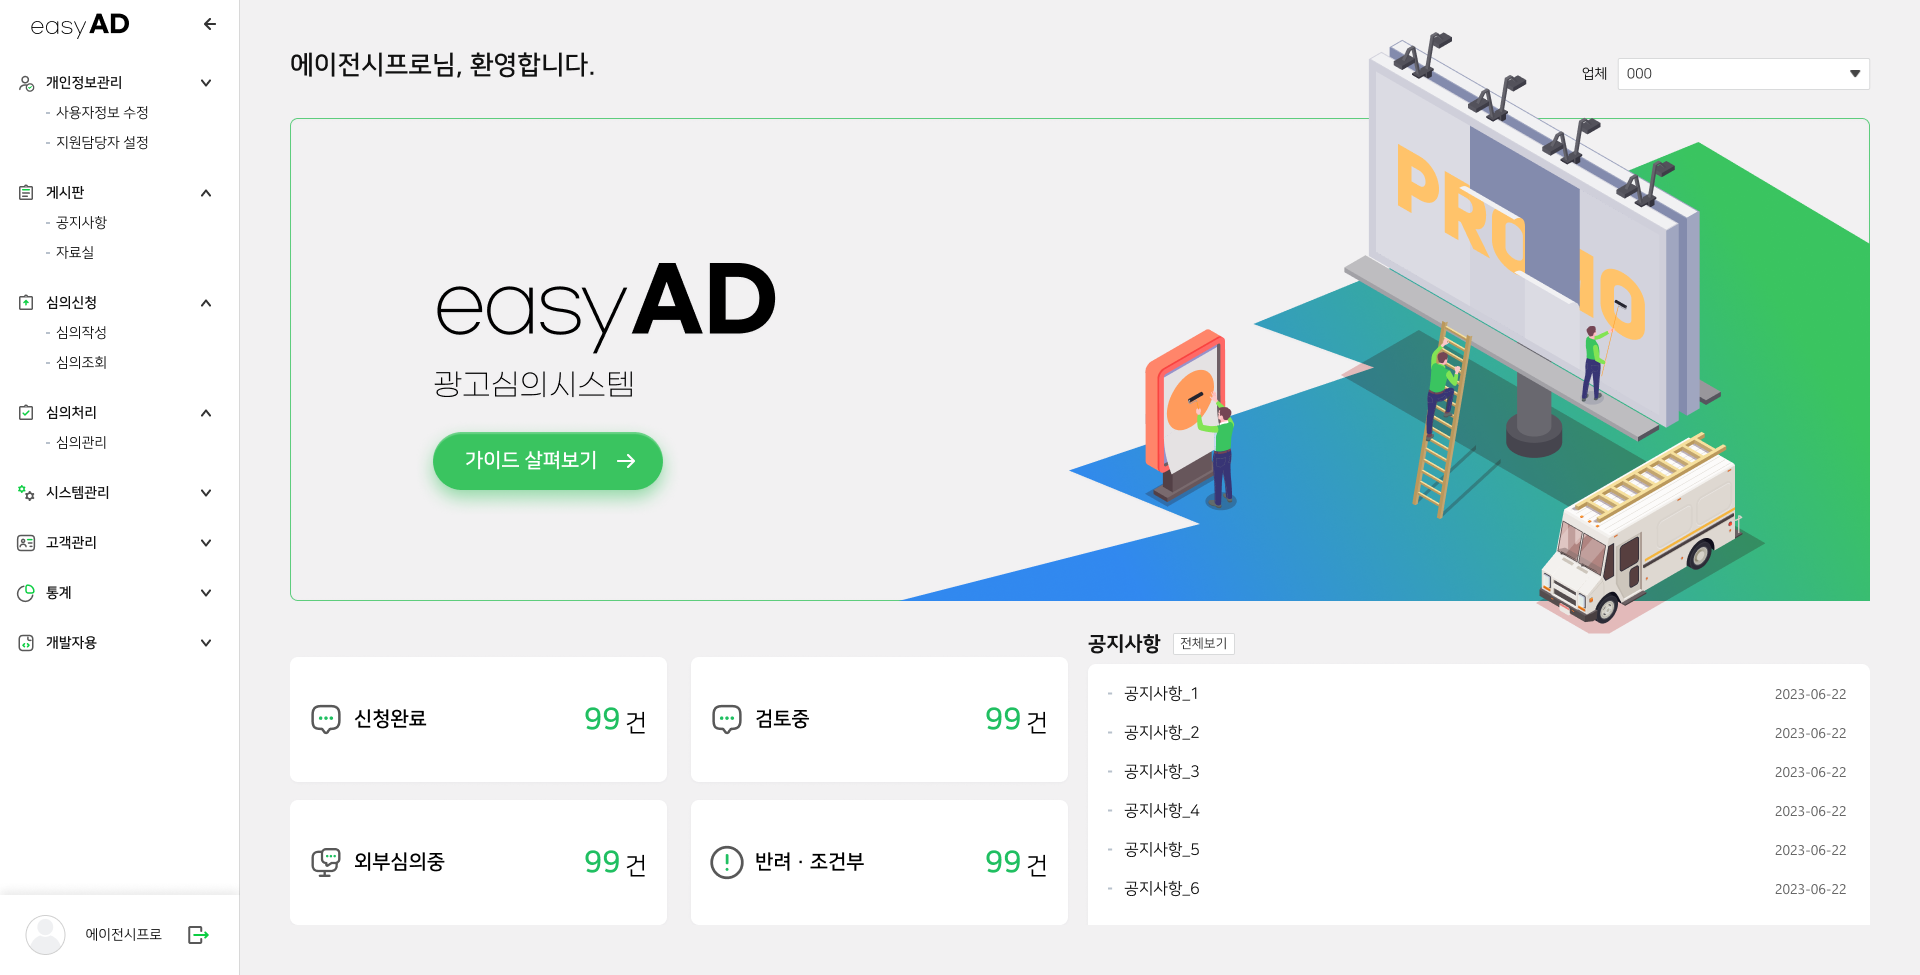 easyAD
개인정보관리
- 사용자정보 수정
- 지원담당자 설정
게시판
- 공지사항
- 자료실
심의신청
- 심의작성
- 심의조회
심의처리
- 심의관리
시스템관리
고객관리
통계
개발자용
에이전시프로
에이전시프로님, 환영합니다.
업체 000
easyAD
광고심의시스템
가이드 살펴보기
PROMO
신청완료 99 건
검토중 99 건
외부심의중 99 건
반려 · 조건부 99 건
공지사항 전체보기
- 공지사항_1 2023-06-22
- 공지사항_2 2023-06-22
- 공지사항_3 2023-06-22
- 공지사항_4 2023-06-22
- 공지사항_5 2023-06-22
- 공지사항_6 2023-06-22